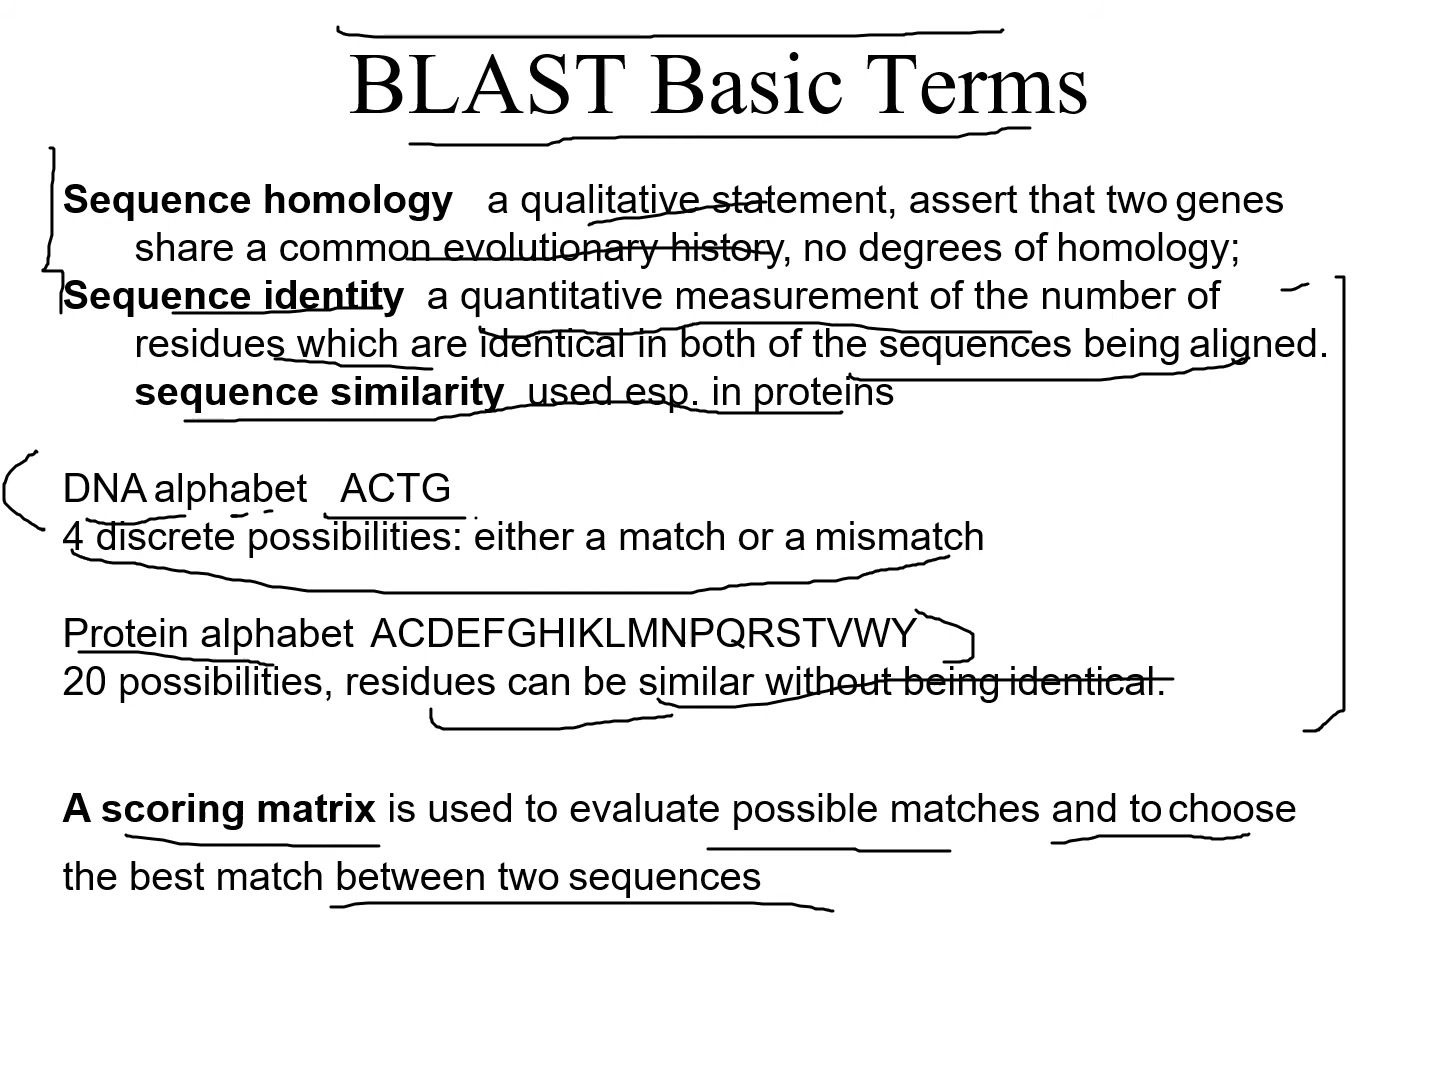 BLAST Basic Terms
Sequence homology a qualitative statement, assert that two genes
share a common evolutionary history, no degrees of homology;
Sequence identity a quantitative measurement of the number of
residues which are identical in both of the sequences being aligned.
sequence similarity used esp. in proteins
DNA alphabet ACTG
4 discrete possibilities: either a match or a mismatch
Protein alphabet ACDEFGHIKLMNPQRSTVWY
20 possibilities, residues can be similar without being identical.
A scoring matrix is used to evaluate possible matches and to choose
the best match between two sequences